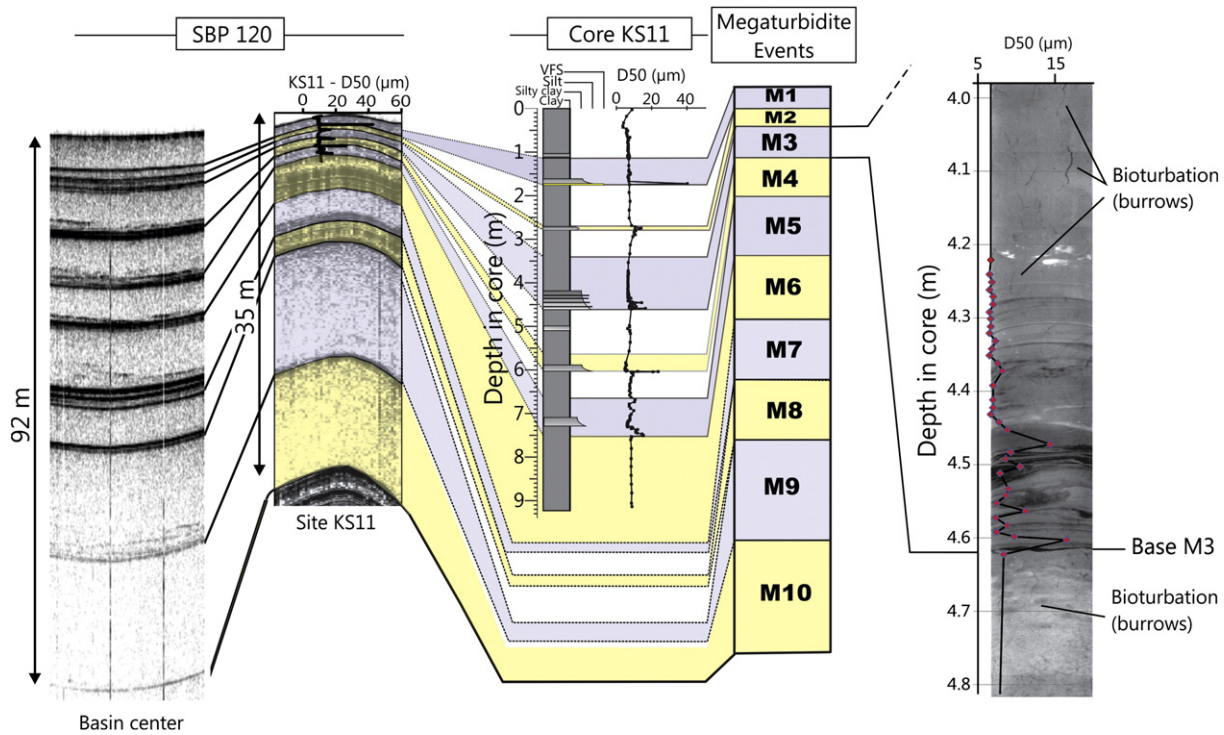 SBP 120
Core KS11
Megaturbidite
Events
KS11 - D50 (µm)
0 20 40 60
VFS
Silt
Silty clay
Clay
D50 (µm)
0 20 40
D50 (µm)
5 15
92 m
Basin center
35 m
Site KS11
Depth in core (m)
0
1
2
3
4
5
6
7
8
9
M1
M2
M3
M4
M5
M6
M7
M8
M9
M10
Depth in core (m)
4.0
4.1
4.2
4.3
4.4
4.5
4.6
4.7
4.8
Bioturbation
(burrows)
Base M3
Bioturbation
(burrows)